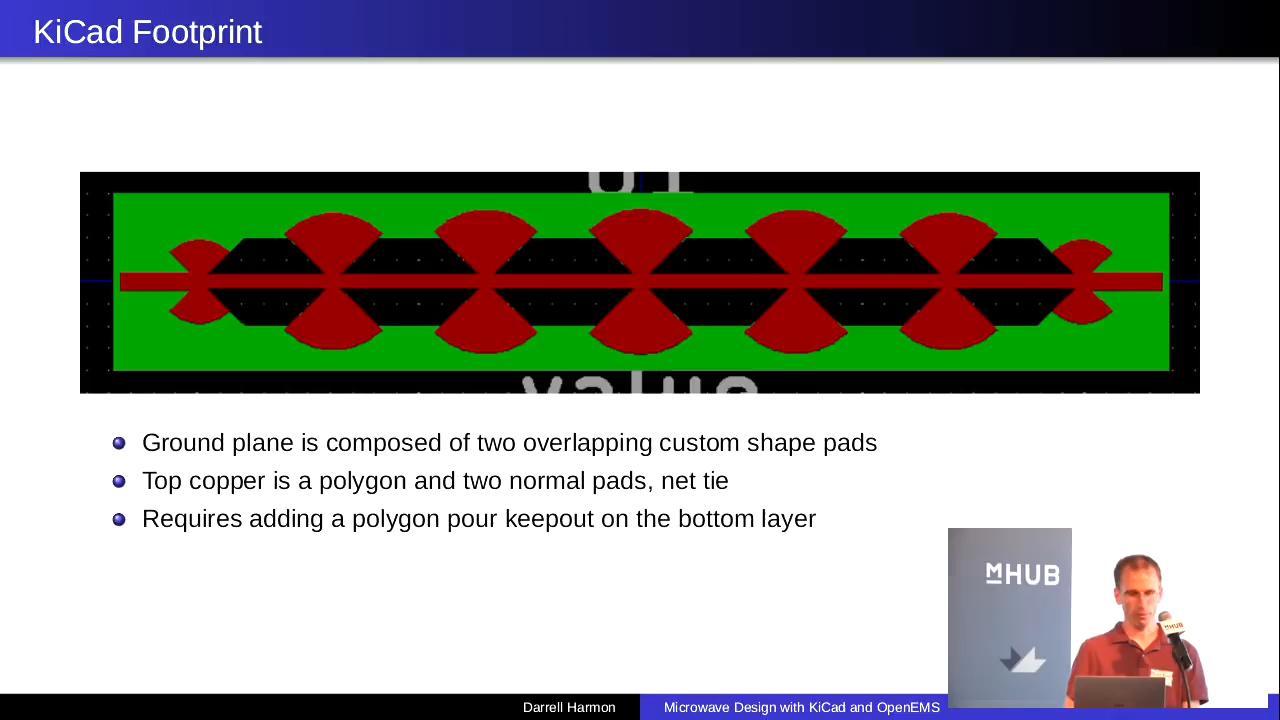 KiCad Footprint
value
Ground plane is composed of two overlapping custom shape pads
Top copper is a polygon and two normal pads, net tie
Requires adding a polygon pour keepout on the bottom layer
MHUB
MHUB
Darrell Harmon
Microwave Design with KiCad and OpenEMS